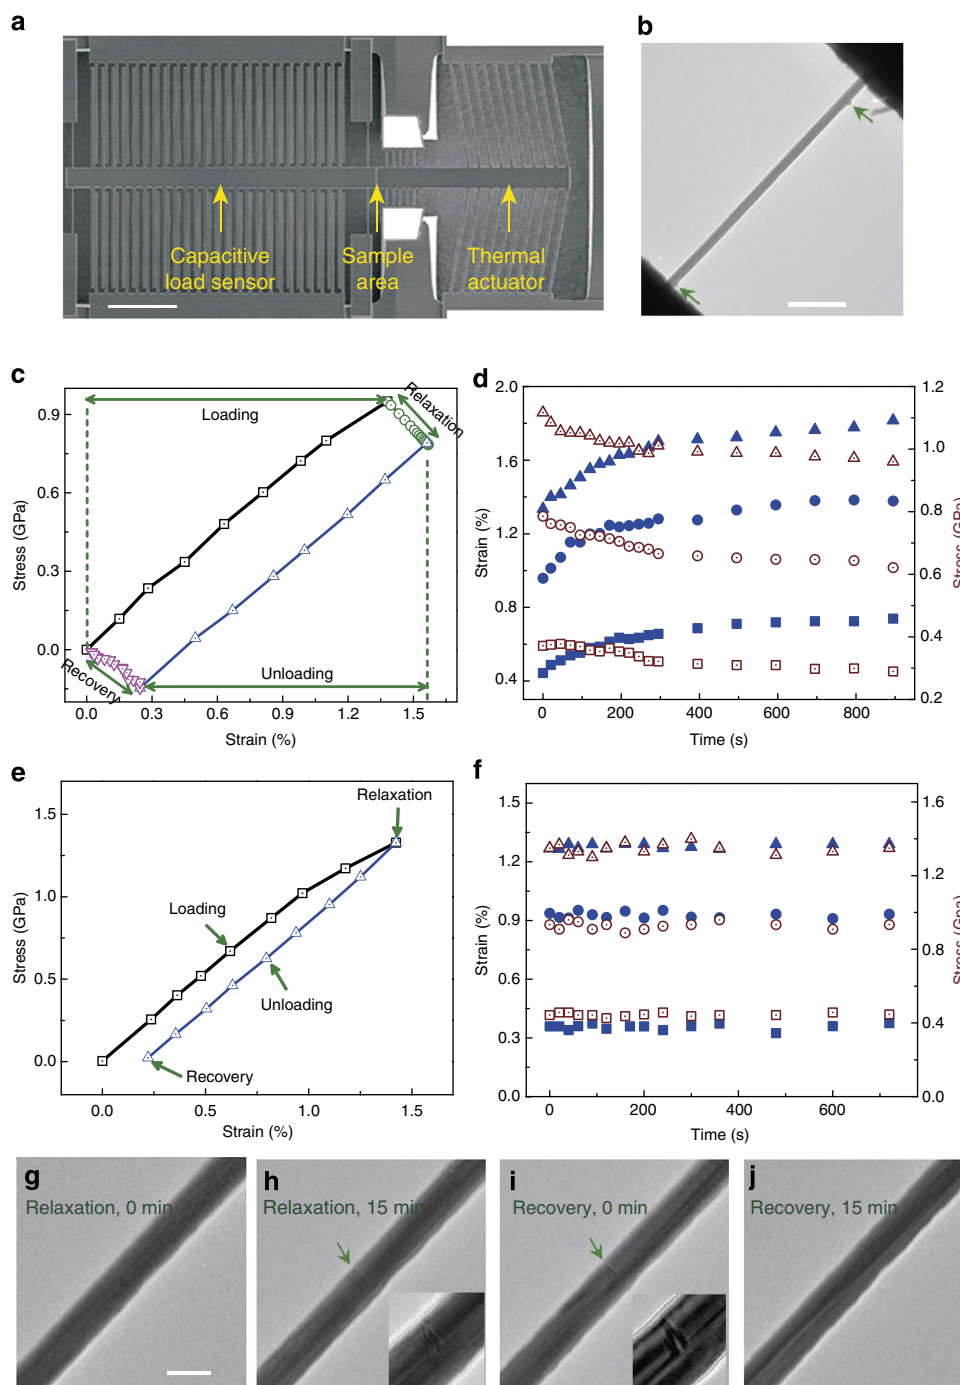 a
Capacitive
load sensor
Sample
area
Thermal
actuator
b
c
Loading
Relaxation
Recovery
Unloading
Stress (GPa)
0.9
0.6
0.3
0.0
0.0 0.3 0.6 0.9 1.2 1.5
Strain (%)
d
Strain (%)
2.0
1.6
1.2
0.8
0.4
1.2
1.0
0.8
0.6
0.4
0.2
Stress (GPa)
0 200 400 600 800
Time (s)
e
Relaxation
Loading
Unloading
Recovery
Stress (GPa)
1.5
1.0
0.5
0.0
0.0 0.5 1.0 1.5
Strain (%)
f
Strain (%)
1.5
1.2
0.9
0.6
0.3
0.0
1.6
1.2
0.8
0.4
0.0
Stress (Gpa)
0 200 400 600
Time (s)
g
Relaxation, 0 min
h
Relaxation, 15 min
i
Recovery, 0 min
j
Recovery, 15 min